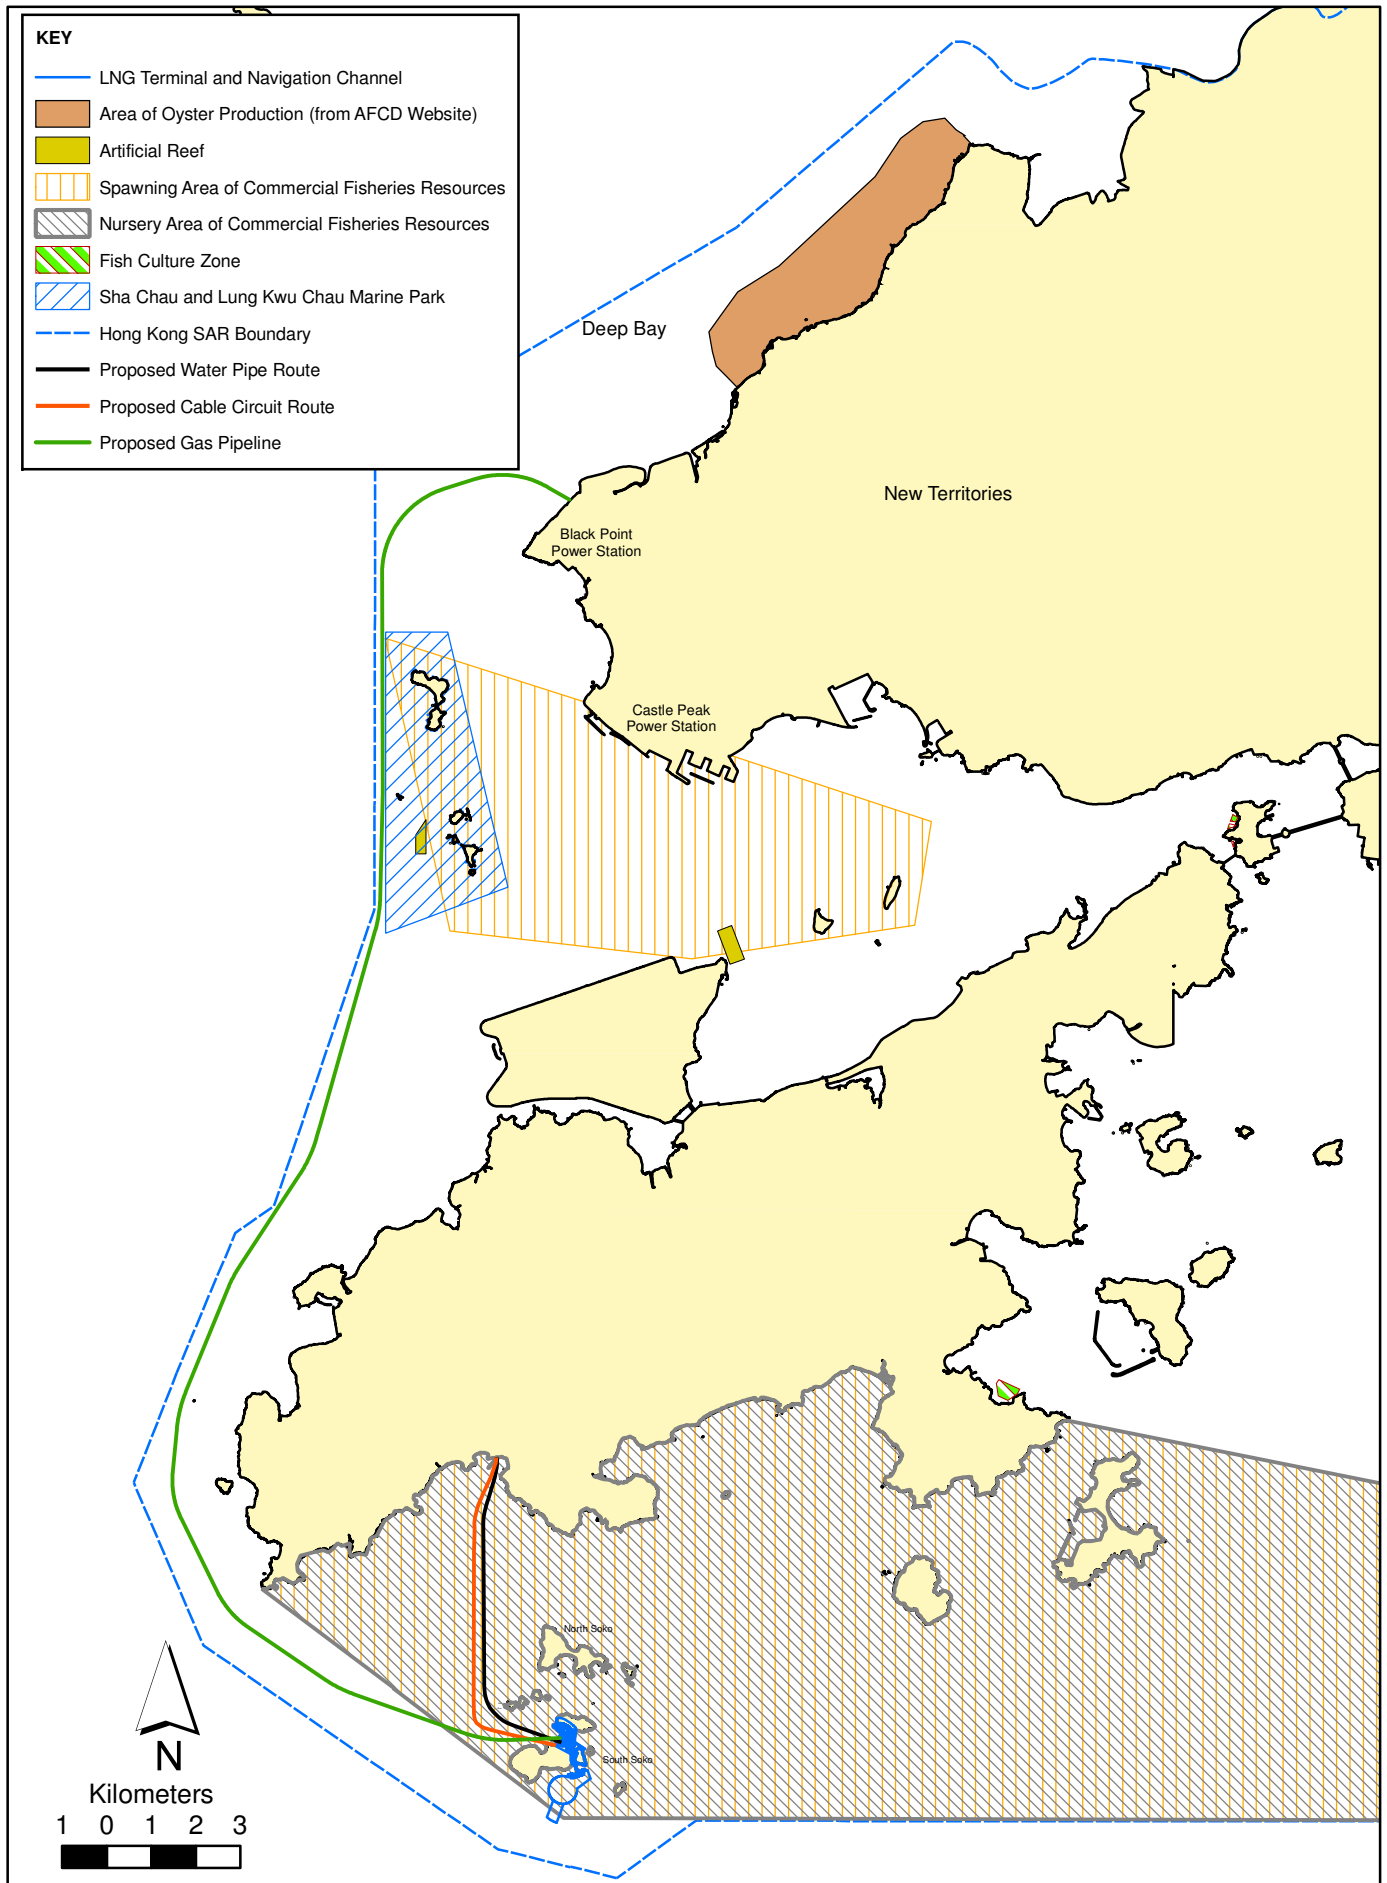 KEY
LNG Terminal and Navigation Channel
Area of Oyster Production (from AFCD Website)
Artificial Reef
Spawning Area of Commercial Fisheries Resources
Nursery Area of Commercial Fisheries Resources
Fish Culture Zone
Sha Chau and Lung Kwu Chau Marine Park
Hong Kong SAR Boundary
Proposed Water Pipe Route
Proposed Cable Circuit Route
Proposed Gas Pipeline
Deep Bay
New Territories
Black Point
Power Station
Castle Peak
Power Station
North Soko
South Soko
N
Kilometers
1 0 1 2 3